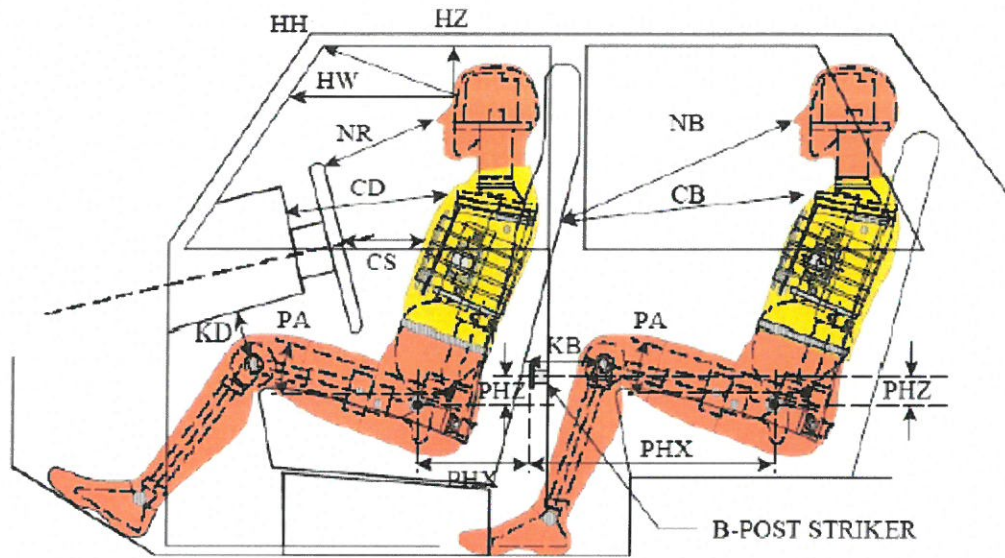 HZ
HH
HW
NR
NB
CD
CB
CS
KD
PA
PA
KB
PHZ
PHZ
PHX
PHX
B-POST STRIKER